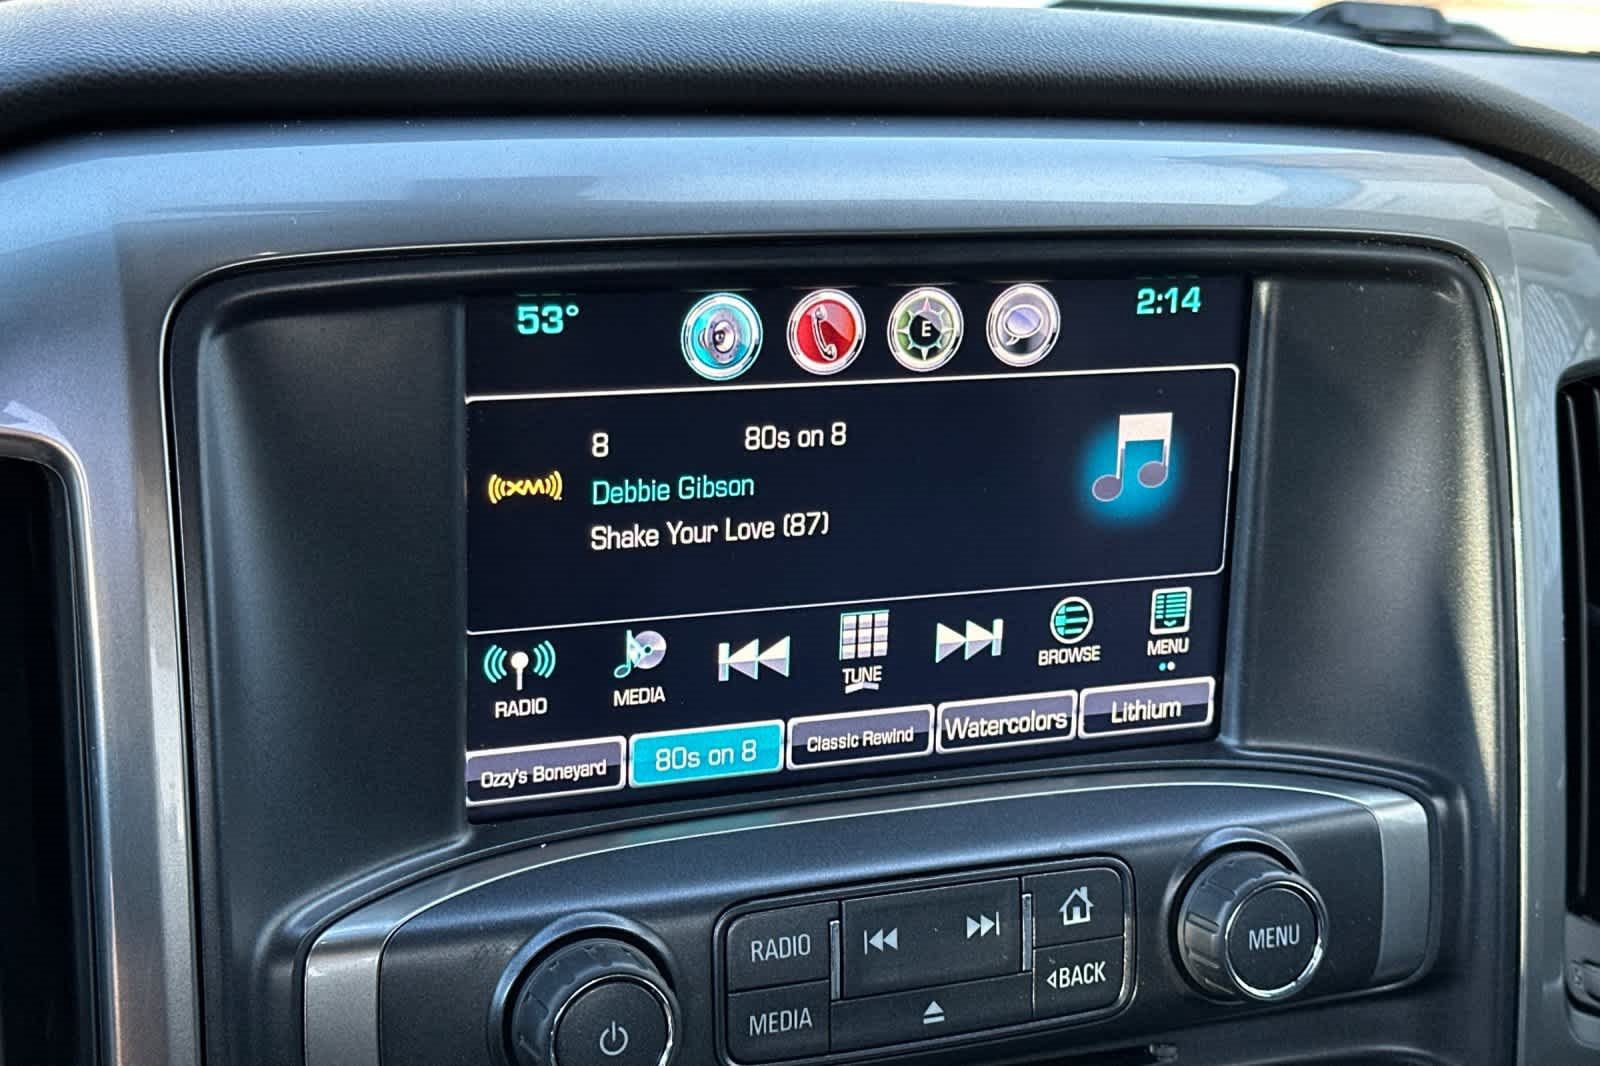 53°
E
2:14
8 80s on 8
XM
Debbie Gibson
Shake Your Love (87)
RADIO
MEDIA
TUNE
BROWSE
MENU
Ozzy's Boneyard
80s on 8
Classic Rewind
Watercolors
Lithium
RADIO
MEDIA
BACK
MENU